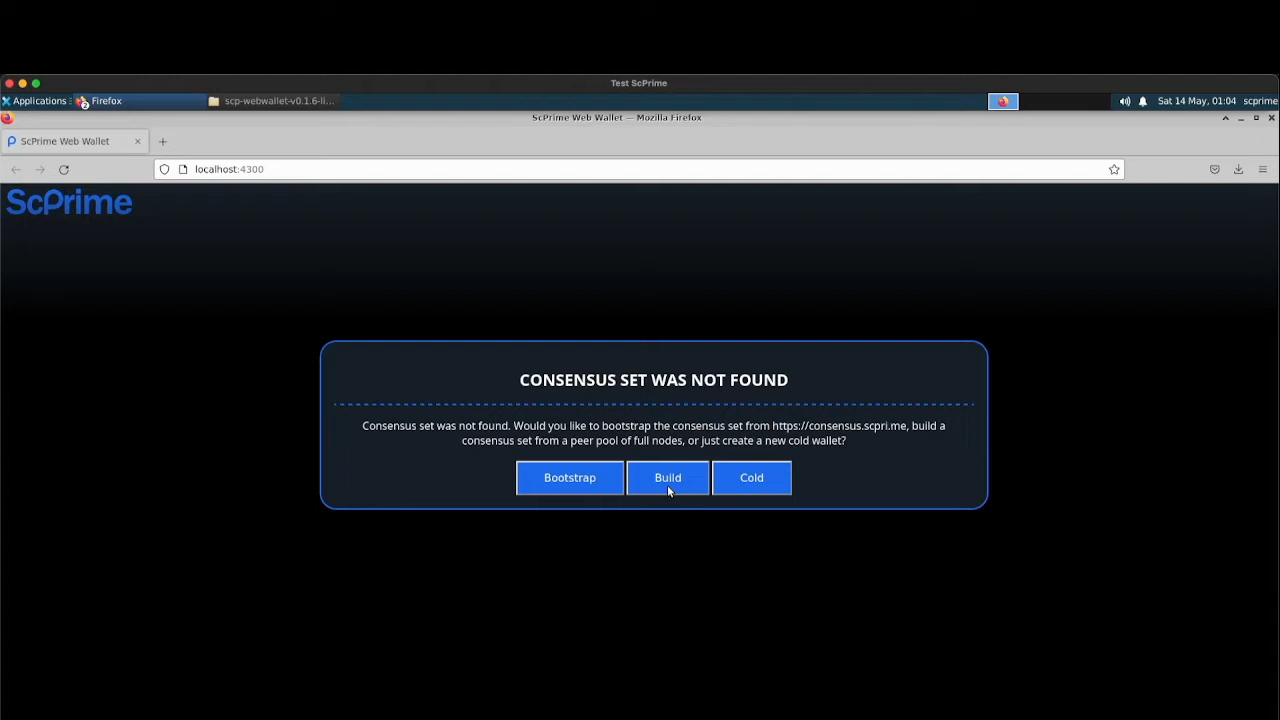 Test ScPrime
Applications
Firefox
scp-webwallet-v0.1.6-li...
Sat 14 May, 01:04
scprime
ScPrime Web Wallet — Mozilla Firefox
ScPrime Web Wallet
localhost:4300
ScPrime
CONSENSUS SET WAS NOT FOUND
Consensus set was not found. Would you like to bootstrap the consensus set from https://consensus.scpri.me, build a
consensus set from a peer pool of full nodes, or just create a new cold wallet?
Bootstrap
Build
Cold